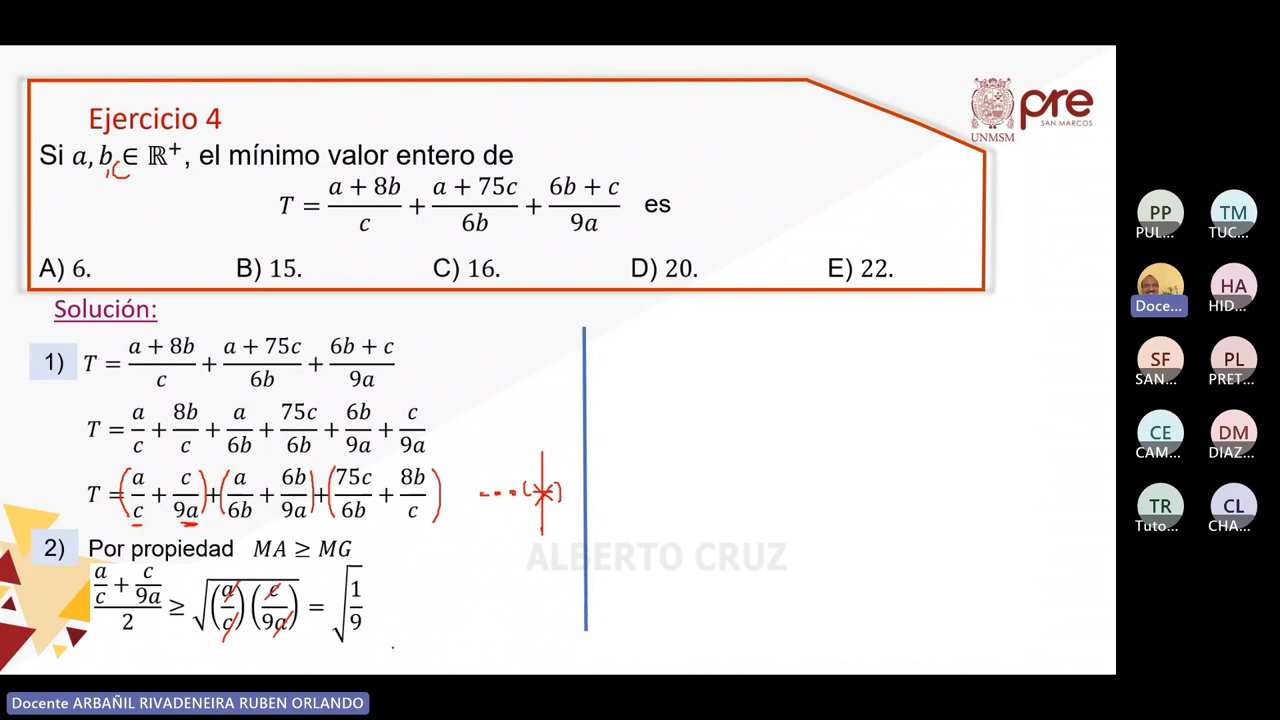 Ejercicio 4
Si a, b ∈ ℝ⁺, el mínimo valor entero de
,c
T = (a + 8b)/c + (a + 75c)/6b + (6b + c)/9a es
A) 6. B) 15. C) 16. D) 20. E) 22.
UNMSM
pre
SAN MARCOS
Solución:
1) T = (a + 8b)/c + (a + 75c)/6b + (6b + c)/9a
T = a/c + 8b/c + a/6b + 75c/6b + 6b/9a + c/9a
T = (a/c + c/9a) + (a/6b + 6b/9a) + (75c/6b + 8b/c) ...(*)
2) Por propiedad MA ≥ MG
(a/c + c/9a)/2 ≥ √((a/c)(c/9a)) = √(1/9)
ALBERTO CRUZ
PP TM
PUL... TUC...
HA
Doce... HID...
SF PL
SAN... PRET...
CE DM
CAM... DIAZ...
TR CL
Tuto... CHA...
Docente ARBAÑIL RIVADENEIRA RUBEN ORLANDO